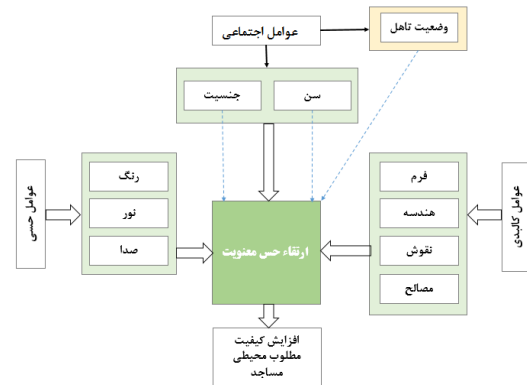 عوامل اجتماعی
وضعیت تاهل
جنسیت
سن
رنگ
نور
صدا
عوامل حسی
فرم
هندسه
نقوش
مصالح
عوامل کالبدی
ارتقاء حس معنویت
افزایش کیفیت
مطلوب محیطی
مساجد